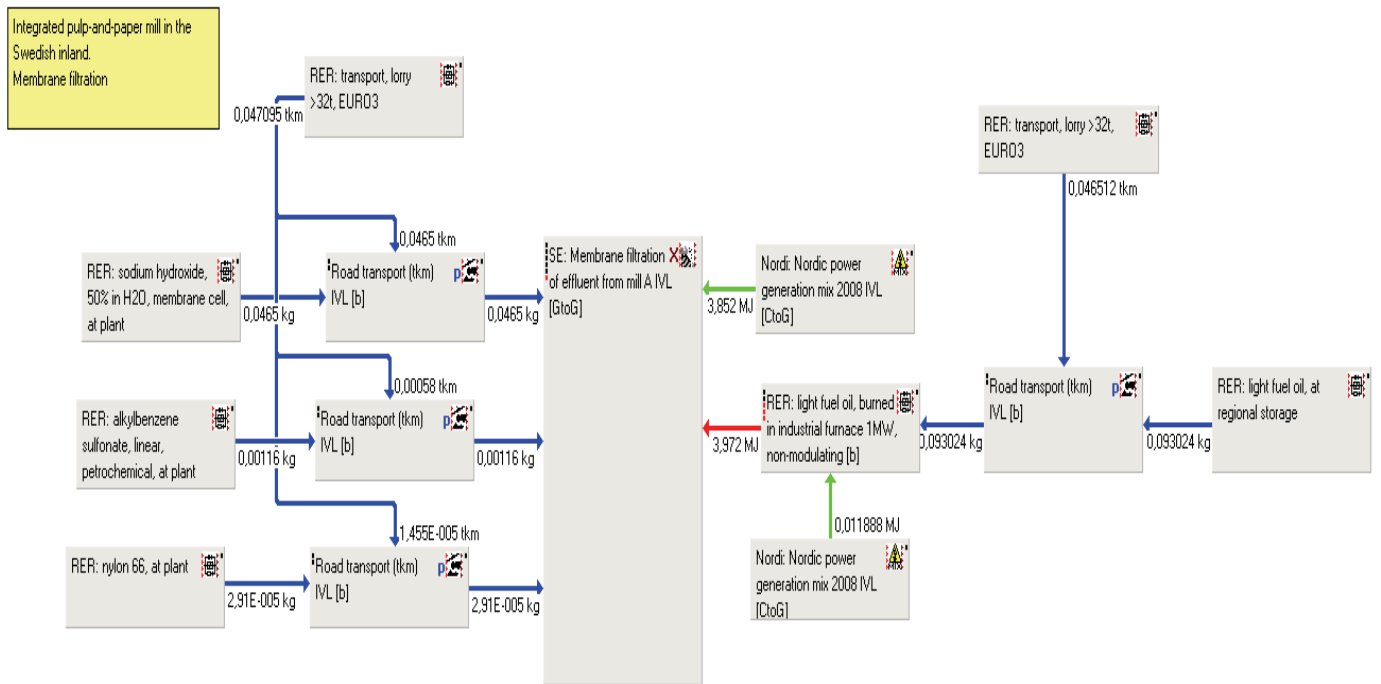 Integrated pulp-and-paper mill in the
Swedish inland.
Membrane filtration
RER: transport, lorry
>32t, EURO3
0,047095 tkm
RER: transport, lorry >32t,
EURO3
0,046512 tkm
0,0465 tkm
RER: sodium hydroxide,
50% in H2O, membrane cell,
at plant
0,0465 kg
Road transport (tkm)
IVL [b]
p
0,0465 kg
SE: Membrane filtration
of effluent from mill A IVL
[GtoG]
Nordi: Nordic power
generation mix 2008 IVL
[CtoG]
MIX
3,852 MJ
0,00058 tkm
RER: alkylbenzene
sulfonate, linear,
petrochemical, at plant
0,00116 kg
Road transport (tkm)
IVL [b]
p
0,00116 kg
RER: light fuel oil, burned
in industrial furnace 1MW,
non-modulating [b]
3,972 MJ
0,093024 kg
Road transport (tkm)
IVL [b]
p
0,093024 kg
RER: light fuel oil, at
regional storage
0,011888 MJ
Nordi: Nordic power
generation mix 2008 IVL
[CtoG]
MIX
1,455E-005 tkm
RER: nylon 66, at plant
2,91E-005 kg
Road transport (tkm)
IVL [b]
p
2,91E-005 kg